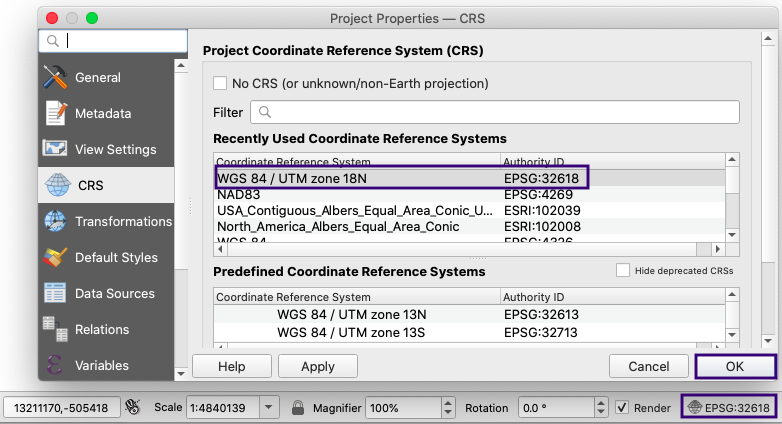 Project Properties — CRS
General
Metadata
View Settings
CRS
Transformations
Default Styles
Data Sources
Relations
Variables
Project Coordinate Reference System (CRS)
No CRS (or unknown/non-Earth projection)
Filter
Recently Used Coordinate Reference Systems
Coordinate Reference System Authority ID
WGS 84 / UTM zone 18N EPSG:32618
NAD83 EPSG:4269
USA_Contiguous_Albers_Equal_Area_Conic_U... ESRI:102039
North_America_Albers_Equal_Area_Conic ESRI:102008
WGS 84 EPSG:4326
Predefined Coordinate Reference Systems Hide deprecated CRSs
Coordinate Reference System Authority ID
WGS 84 / UTM zone 13N EPSG:32613
WGS 84 / UTM zone 13S EPSG:32713
Help Apply Cancel OK
13211170,-505418 Scale 1:4840139 Magnifier 100% Rotation 0.0 ° Render EPSG:32618